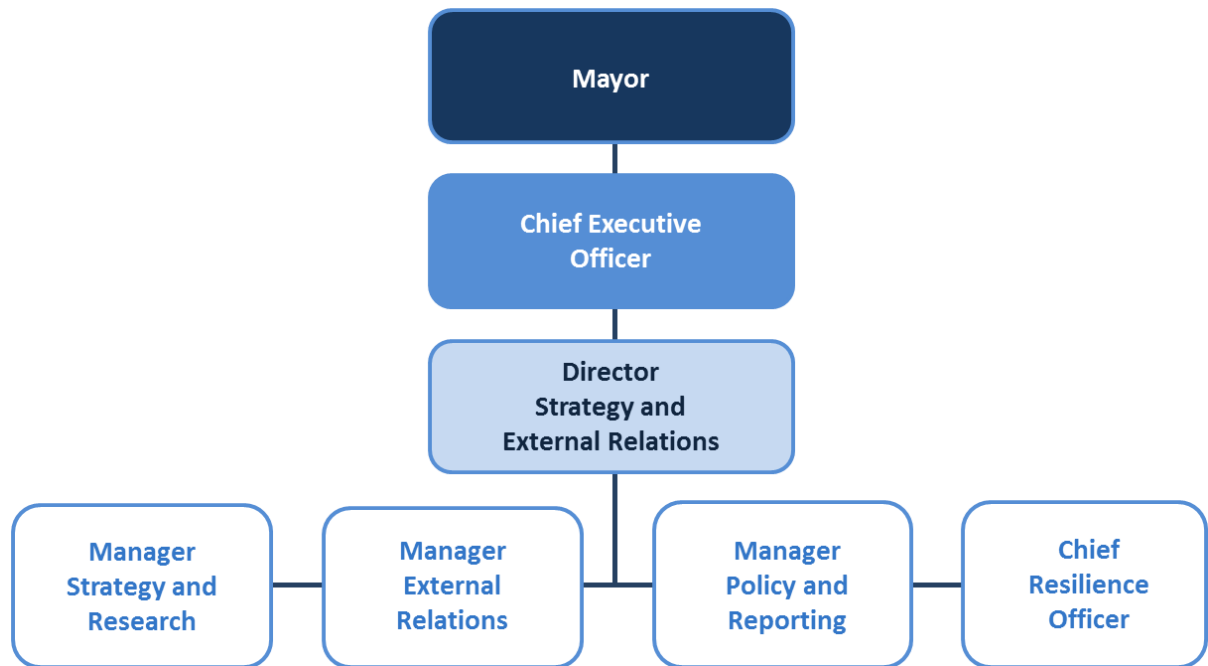 Mayor
Chief Executive
Officer
Director
Strategy and
External Relations
Manager
Strategy and
Research
Manager
External
Relations
Manager
Policy and
Reporting
Chief
Resilience
Officer